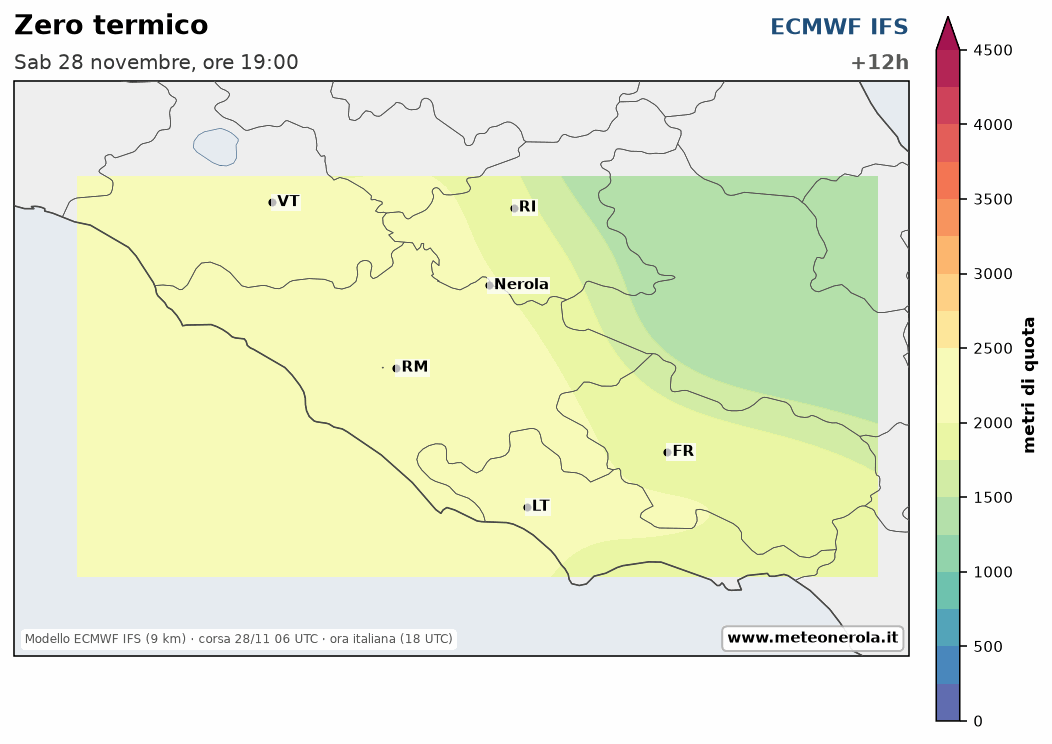 Zero termico
ECMWF IFS
Sab 28 novembre, ore 19:00
+12h
VT
RI
Nerola
RM
FR
LT
Modello ECMWF IFS (9 km) · corsa 28/11 06 UTC · ora italiana (18 UTC)
www.meteonerola.it
4500
4000
3500
3000
2500
2000
1500
1000
500
0
metri di quota